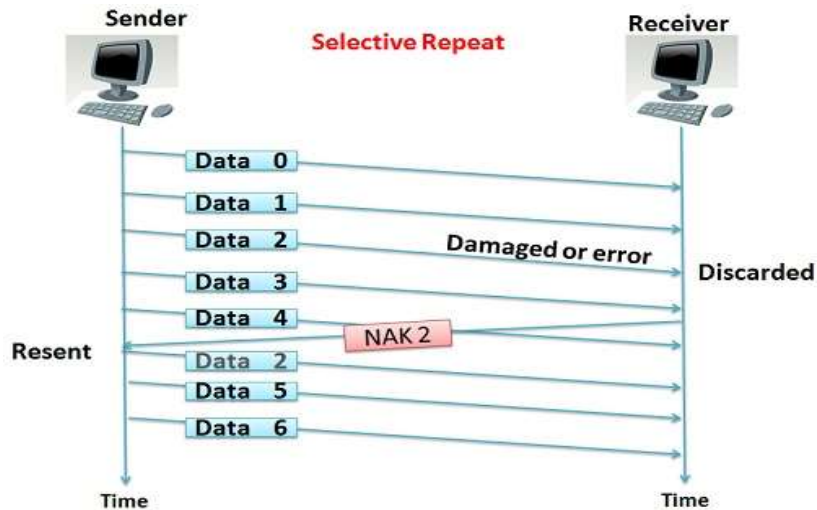 Sender
Selective Repeat
Receiver
Data 0
Data 1
Data 2
Damaged or error
Discarded
Data 3
Data 4
NAK 2
Resent
Data 2
Data 5
Data 6
Time
Time